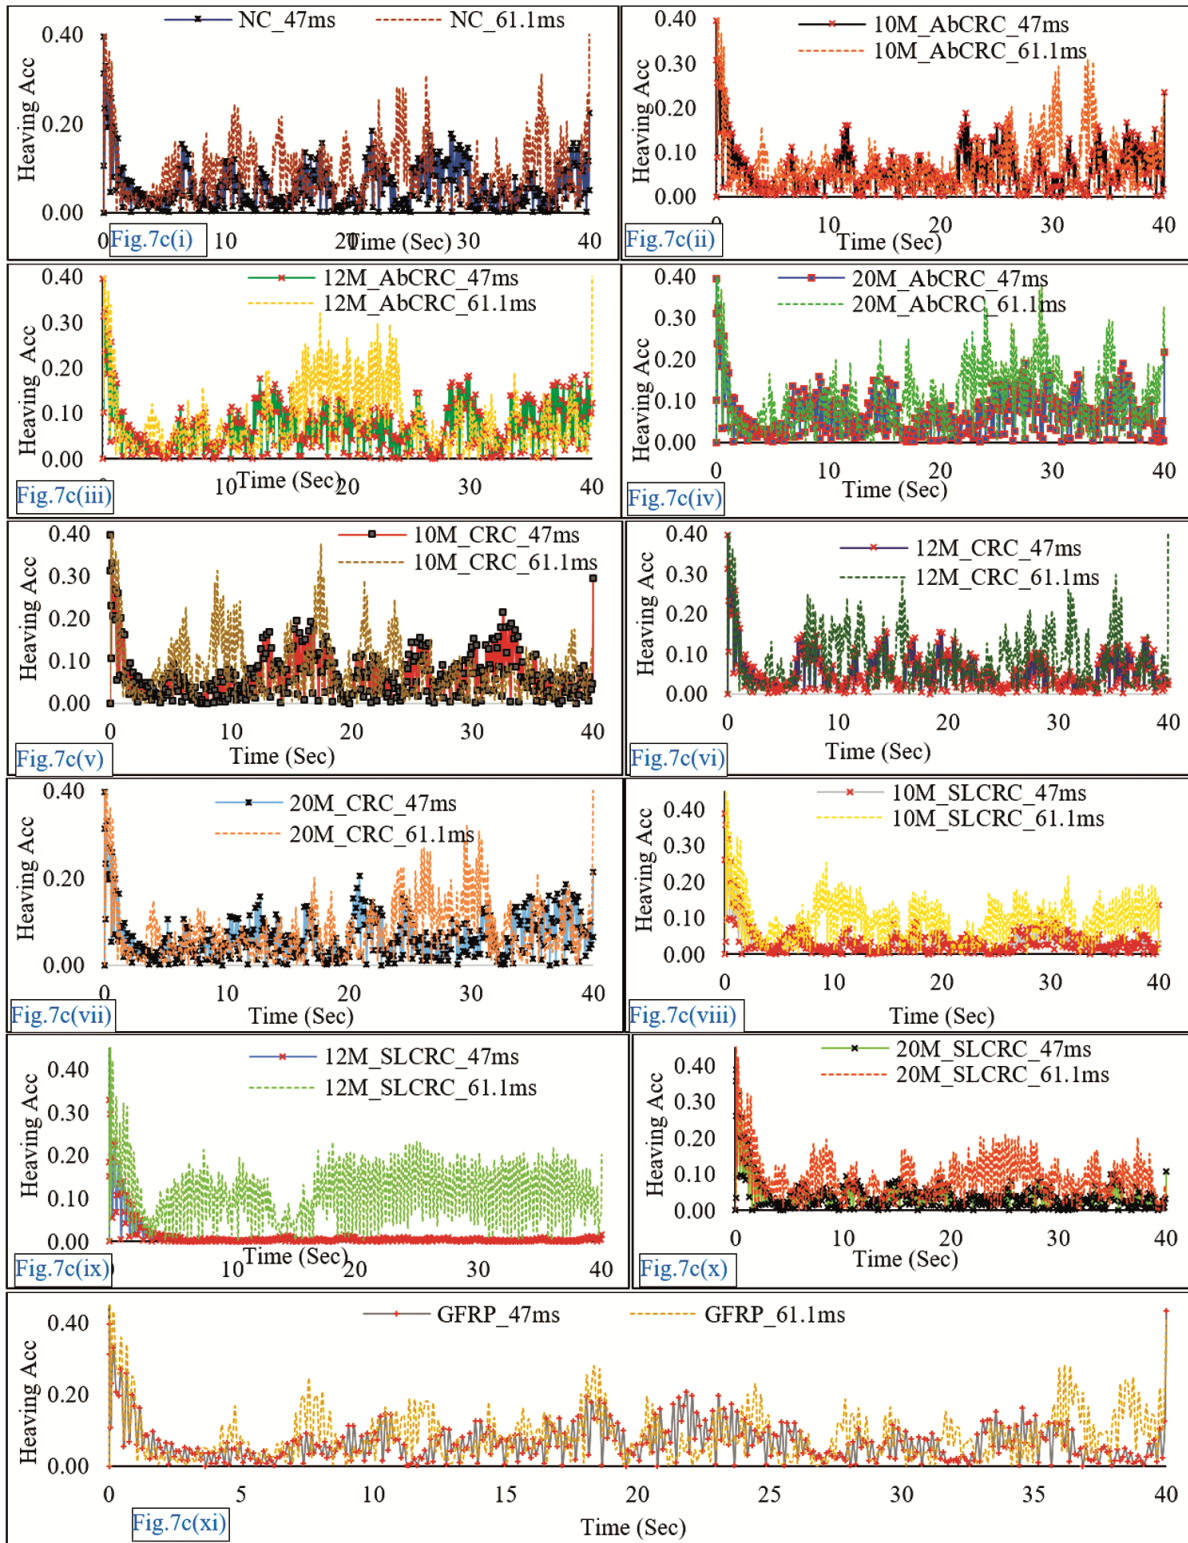 NC_47ms NC_61.1ms
0.40
0.20
0.00
Heaving Acc
0 10 20 30 40
Time (Sec)
Fig.7c(i)
10M_AbCRC_47ms
10M_AbCRC_61.1ms
0.40
0.30
0.20
0.10
0.00
Heaving Acc
0 10 20 30 40
Time (Sec)
Fig.7c(ii)
12M_AbCRC_47ms
12M_AbCRC_61.1ms
0.40
0.30
0.20
0.10
0.00
Heaving Acc
10 20 30 40
Time (Sec)
Fig.7c(iii)
20M_AbCRC_47ms
20M_AbCRC_61.1ms
0.40
0.30
0.20
0.10
0.00
Heaving Acc
0 10 20 30 40
Time (Sec)
Fig.7c(iv)
10M_CRC_47ms
10M_CRC_61.1ms
0.40
0.30
0.20
0.10
0.00
Heaving Acc
0 10 20 30 40
Time (Sec)
Fig.7c(v)
12M_CRC_47ms
12M_CRC_61.1ms
0.40
0.30
0.20
0.10
0.00
Heaving Acc
0 10 20 30 40
Time (Sec)
Fig.7c(vi)
20M_CRC_47ms
20M_CRC_61.1ms
0.40
0.20
0.00
Heaving Acc
0 10 20 30 40
Time (Sec)
Fig.7c(vii)
10M_SLCRC_47ms
10M_SLCRC_61.1ms
0.40
0.30
0.20
0.10
0.00
Heaving Acc
0 10 20 30 40
Time (Sec)
Fig.7c(viii)
12M_SLCRC_47ms
12M_SLCRC_61.1ms
0.40
0.30
0.20
0.10
0.00
Heaving Acc
10 20 30 40
Time (Sec)
Fig.7c(ix)
20M_SLCRC_47ms
20M_SLCRC_61.1ms
0.40
0.30
0.20
0.10
0.00
Heaving Acc
0 10 20 30 40
Time (Sec)
Fig.7c(x)
GFRP_47ms GFRP_61.1ms
0.40
0.20
0.00
Heaving Acc
0 5 10 15 20 25 30 35 40
Time (Sec)
Fig.7c(xi)